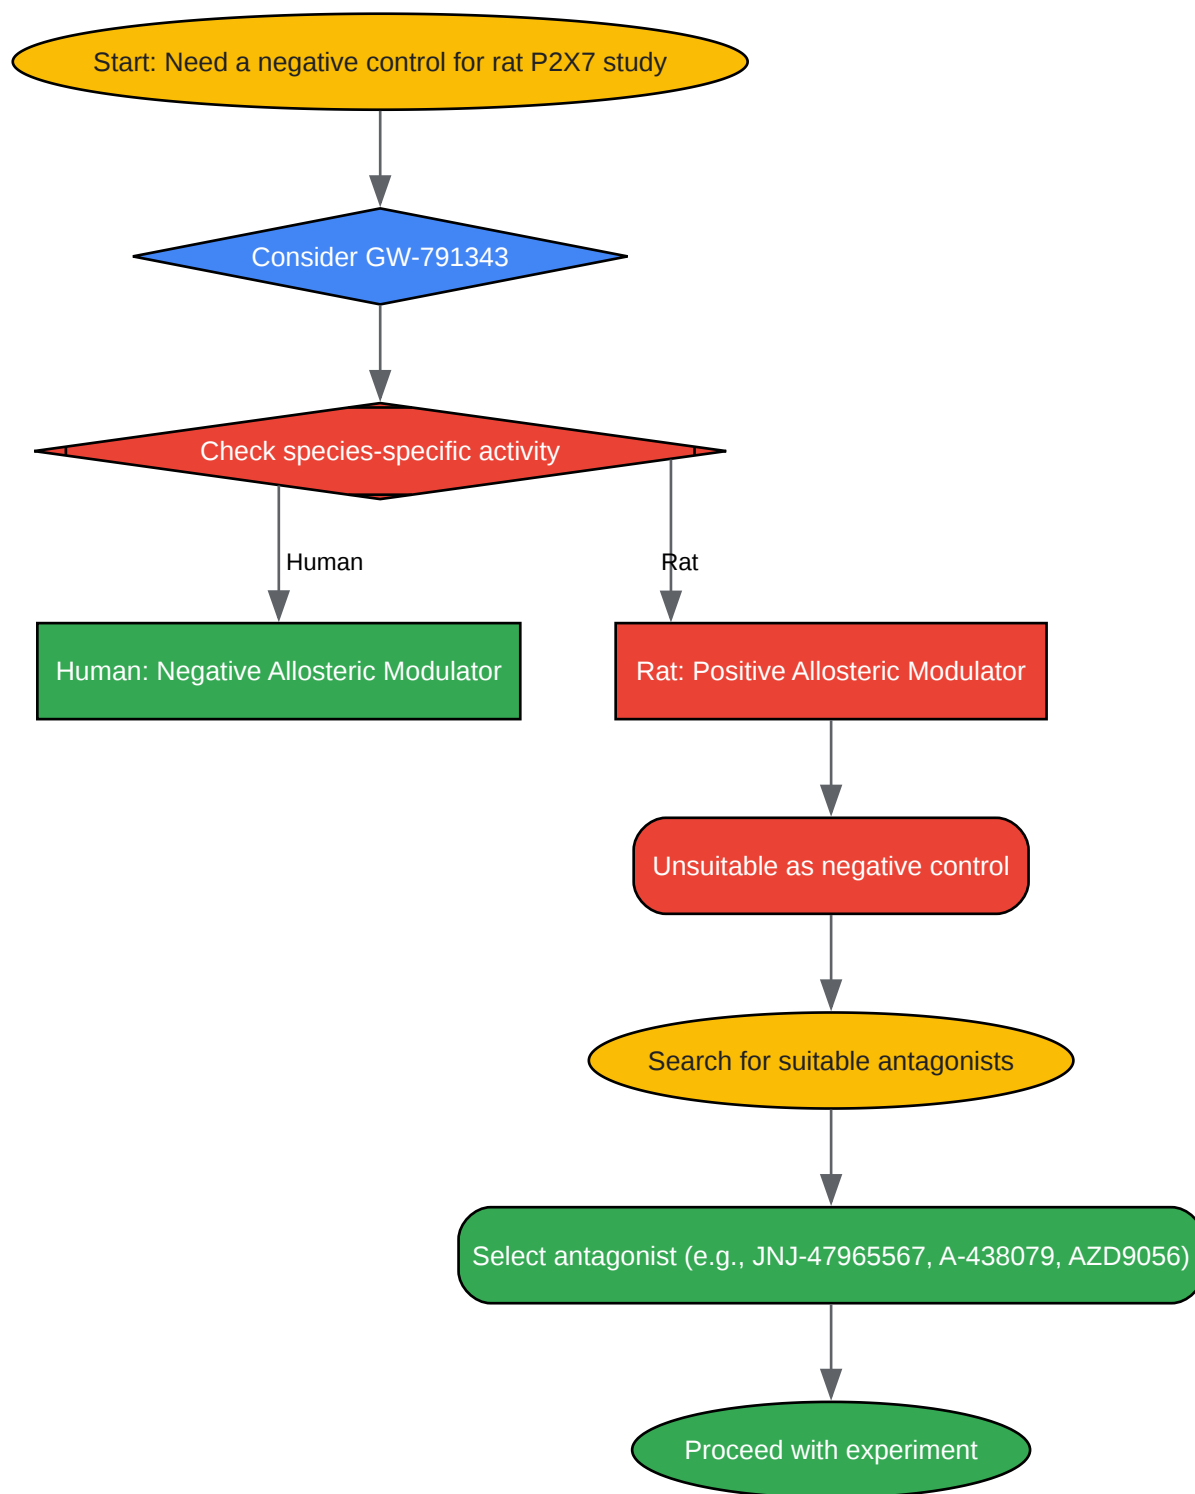 Start: Need a negative control for rat P2X7 study
Consider GW-791343
Check species-specific activity
Human
Rat
Human: Negative Allosteric Modulator
Rat: Positive Allosteric Modulator
Unsuitable as negative control
Search for suitable antagonists
Select antagonist (e.g., JNJ-47965567, A-438079, AZD9056)
Proceed with experiment